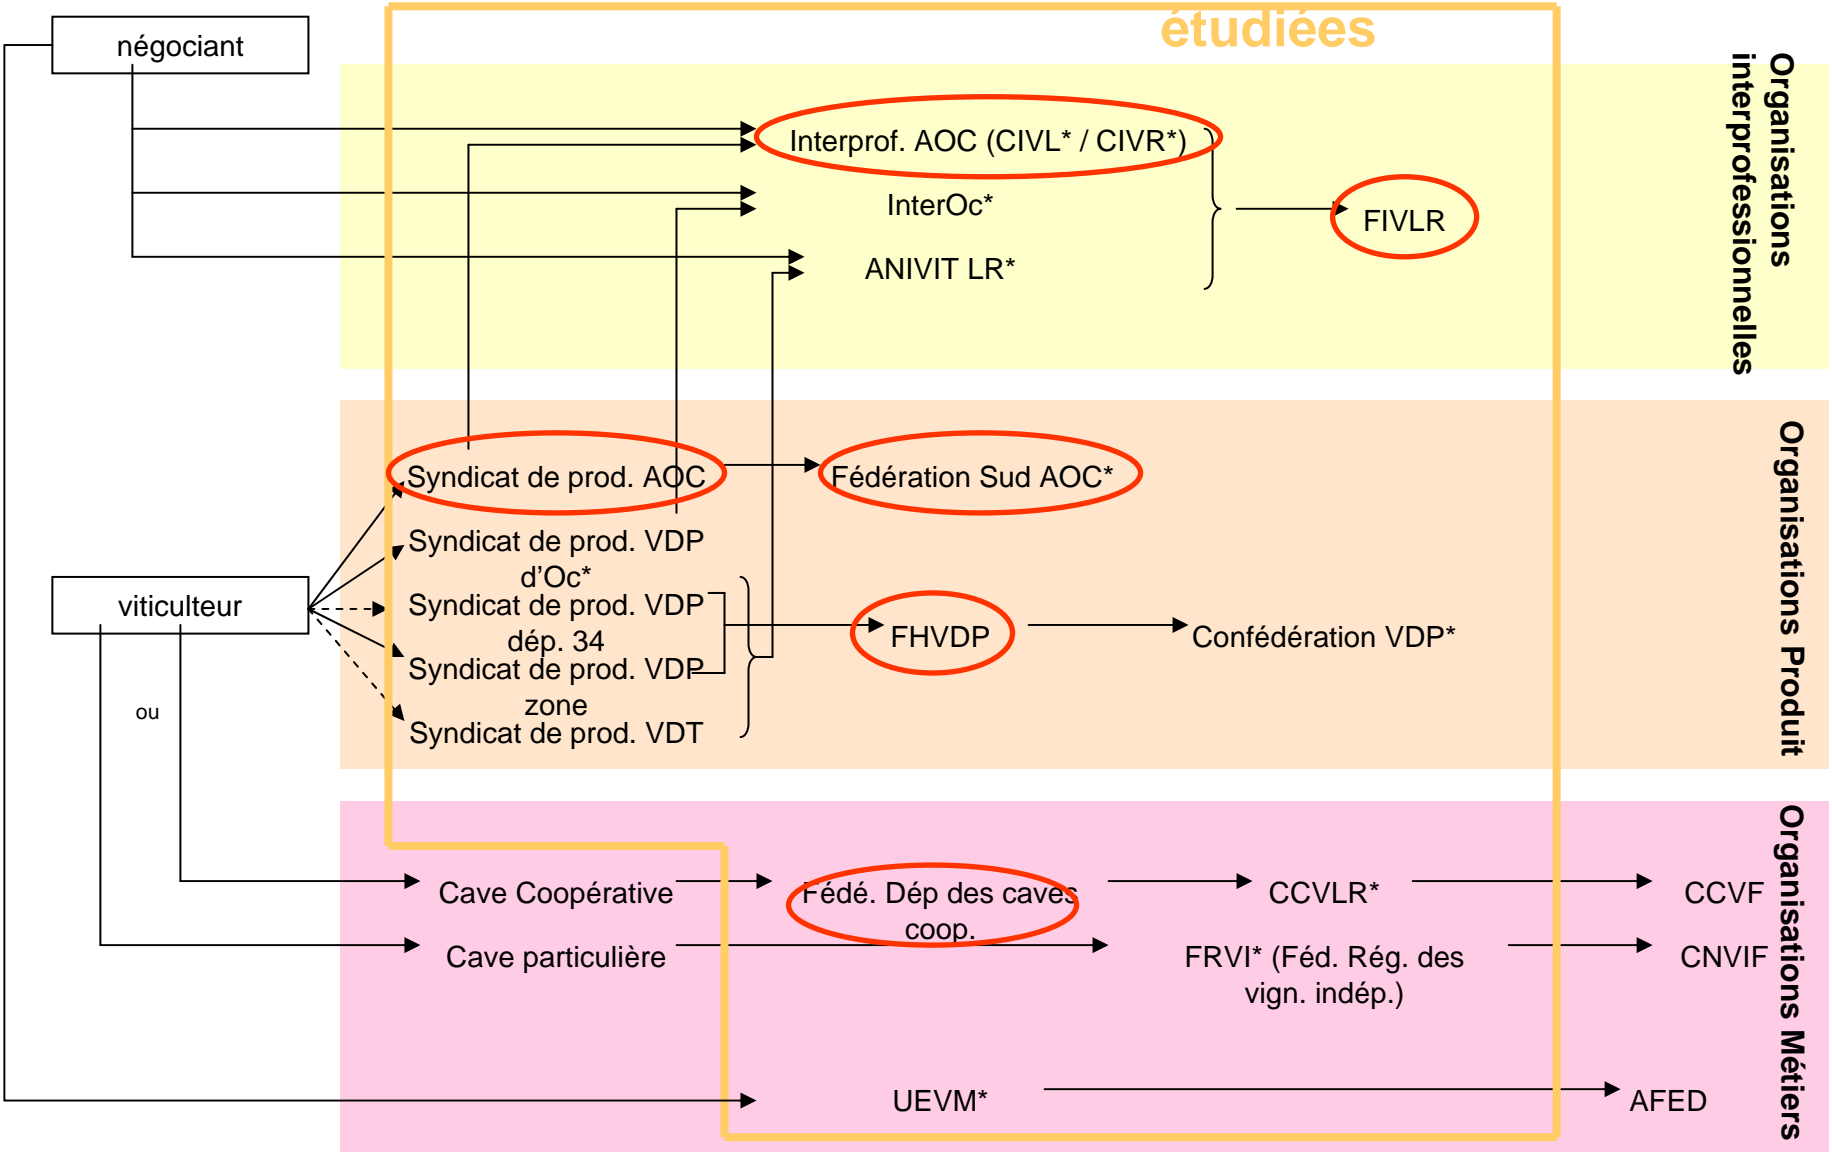 étudiées
négociant
Organisations
interprofessionnelles
Interprof. AOC (CIVL* / CIVR*)
InterOc*
FIVLR
ANIVIT LR*
Organisations Produit
Syndicat de prod. AOC
Fédération Sud AOC*
Syndicat de prod. VDP
d'Oc*
viticulteur
Syndicat de prod. VDP
dép. 34
FHVDP
Confédération VDP*
Syndicat de prod. VDP
zone
ou
Syndicat de prod. VDT
Organisations Métiers
Cave Coopérative
Fédé. Dép des caves
coop.
CCVLR*
CCVF
Cave particulière
FRVI* (Féd. Rég. des
vign. indép.)
CNVIF
UEVM*
AFED